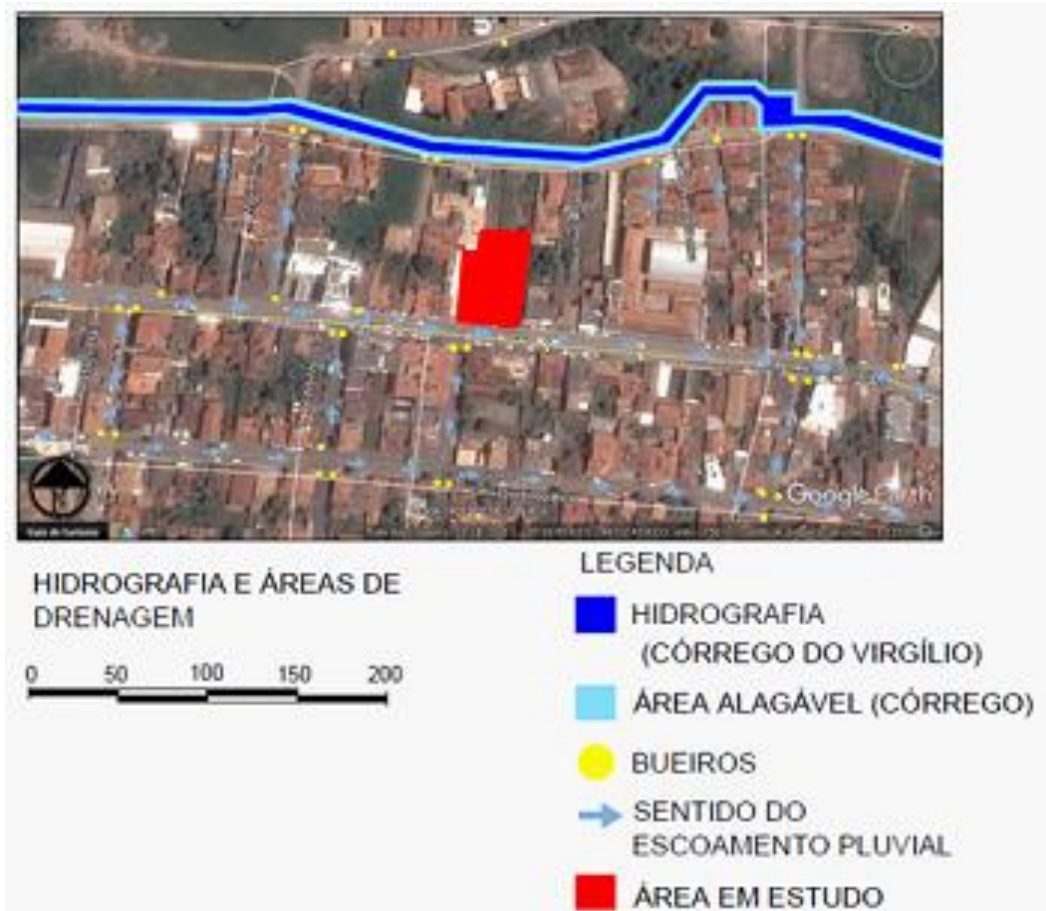 Google Earth
HIDROGRAFIA E ÁREAS DE
DRENAGEM
0 50 100 150 200
LEGENDA
HIDROGRAFIA
(CÓRREGO DO VIRGÍLIO)
ÁREA ALAGÁVEL (CÓRREGO)
BUEIROS
SENTIDO DO
ESCOAMENTO PLUVIAL
ÁREA EM ESTUDO